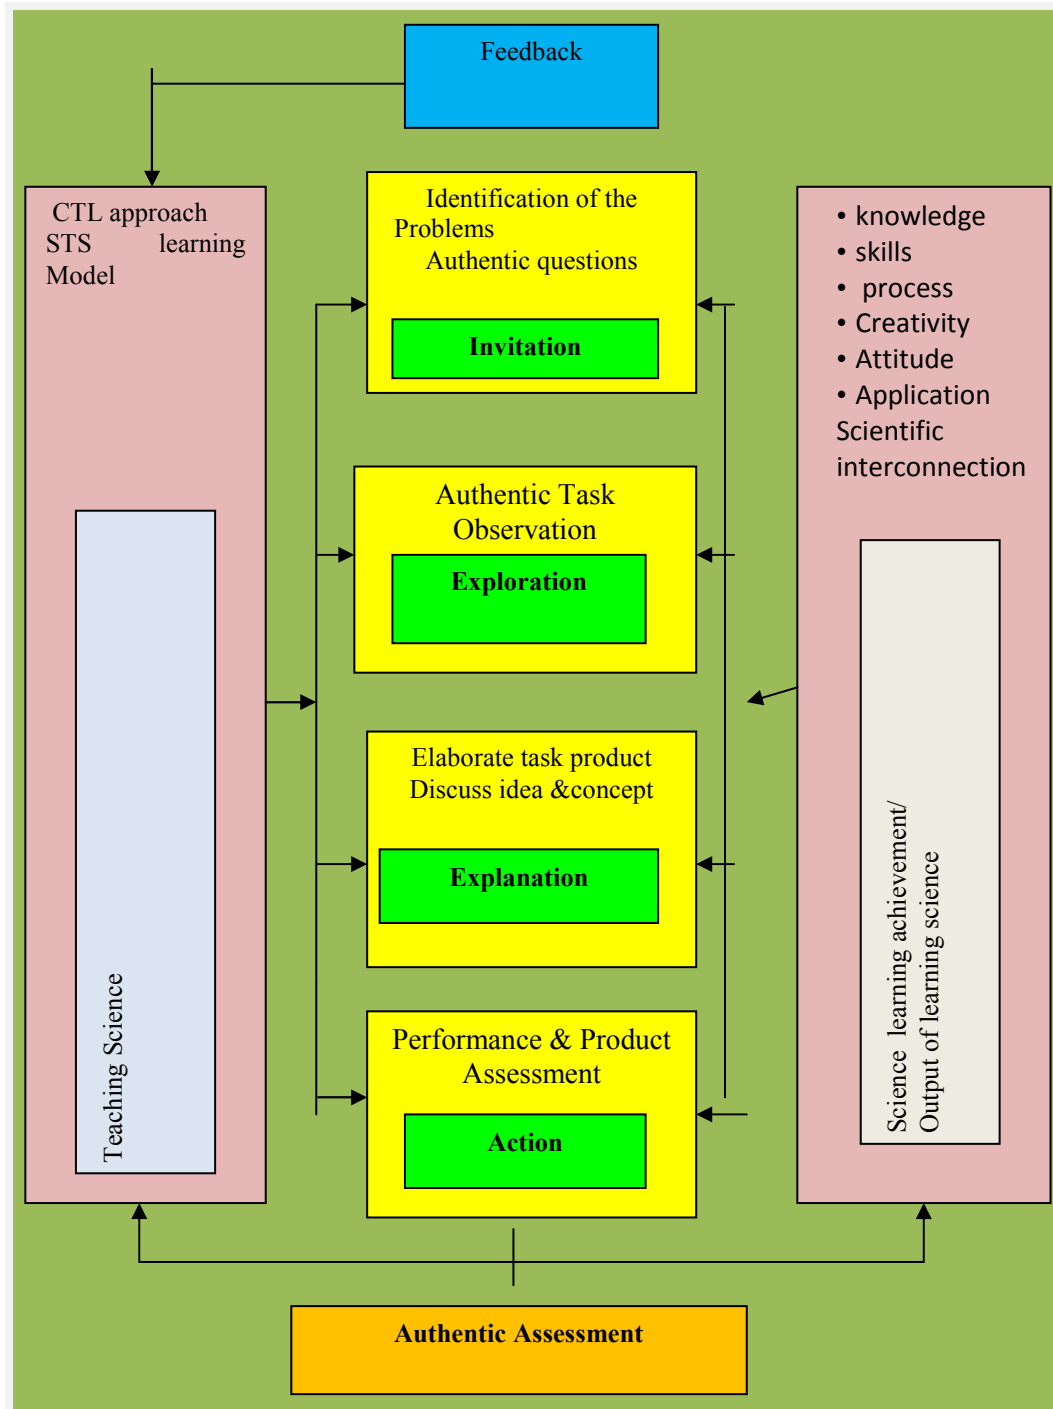 Feedback
CTL approach
STS learning
Model
Teaching Science
Identification of the
Problems
Authentic questions
Invitation
Authentic Task
Observation
Exploration
Elaborate task product
Discuss idea &concept
Explanation
Performance & Product
Assessment
Action
• knowledge
• skills
• process
• Creativity
• Attitude
• Application
Scientific
interconnection
Science learning achievement/
Output of learning science
Authentic Assessment